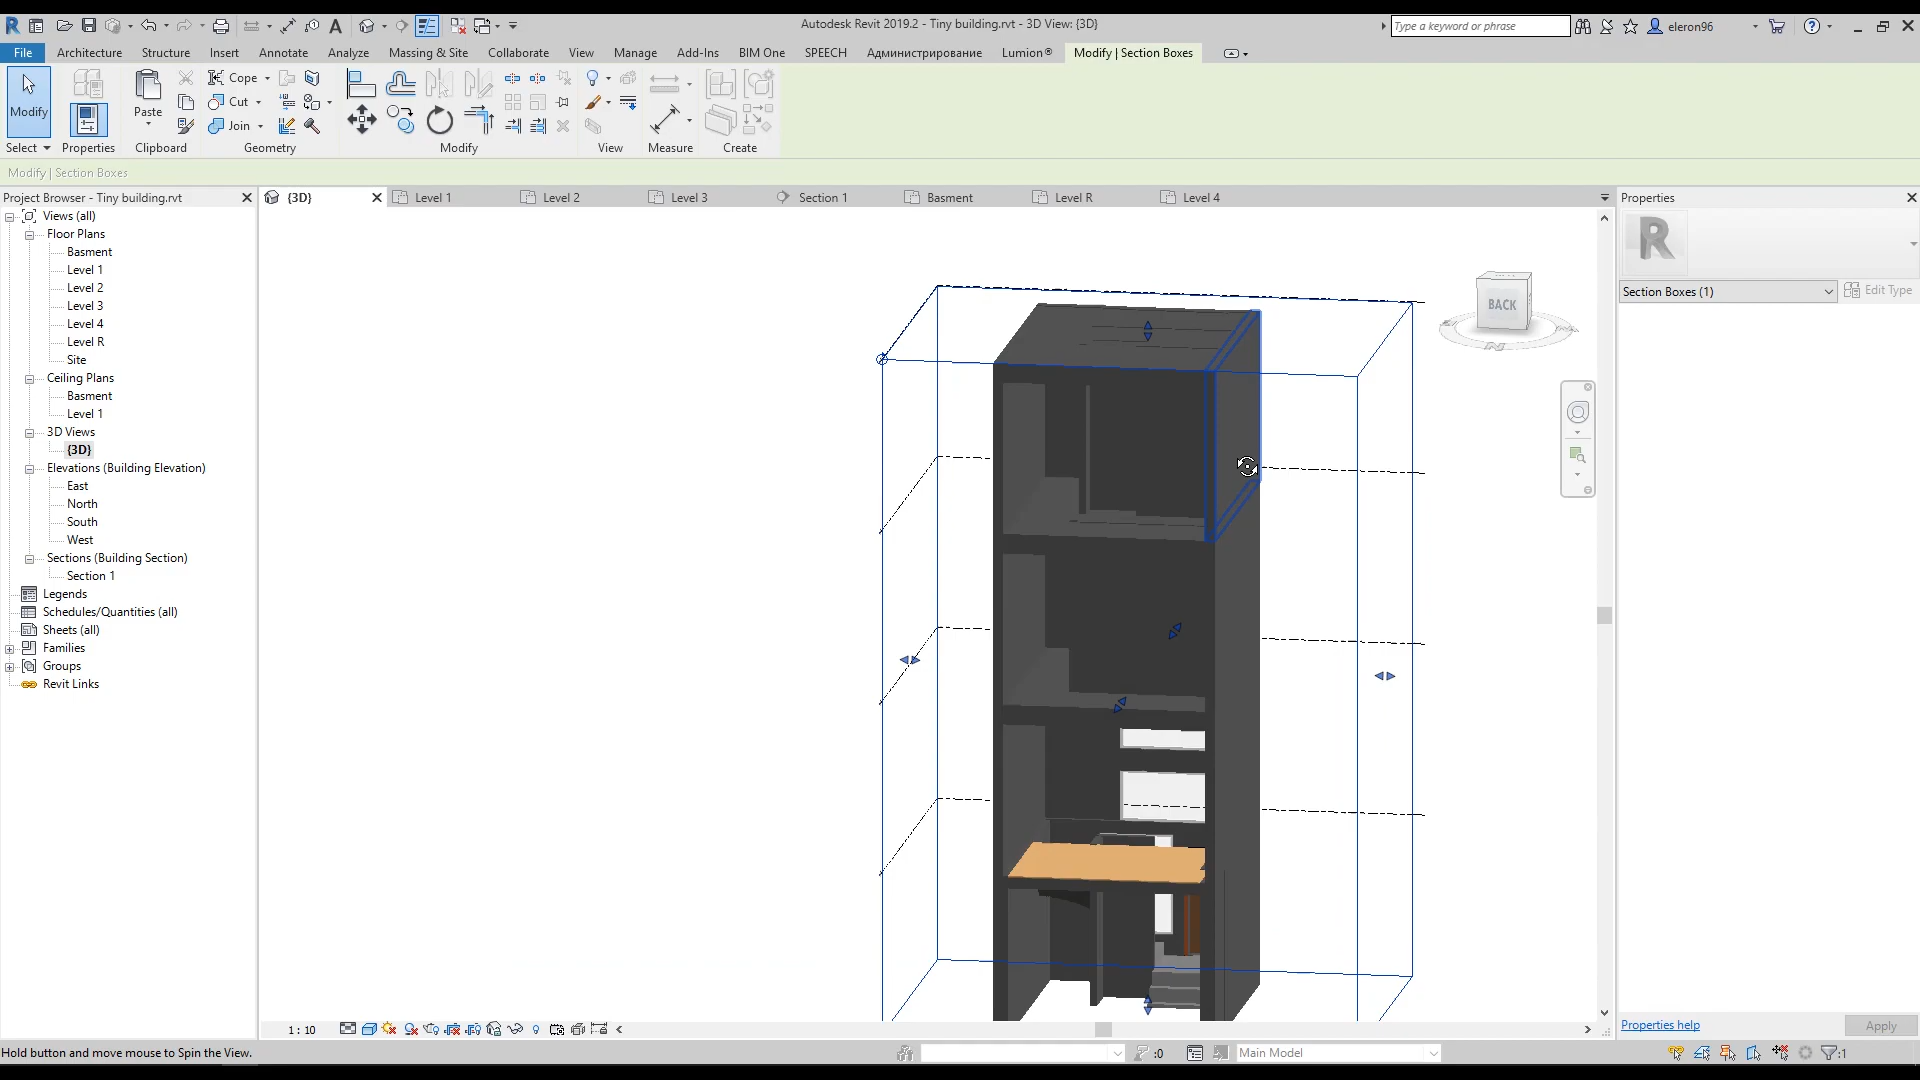 Autodesk Revit 2019.2 - Tiny building.rvt - 3D View: {3D}
Type a keyword or phrase
eleron96
File
Architecture
Structure
Insert
Annotate
Analyze
Massing & Site
Collaborate
View
Manage
Add-Ins
BIM One
SPEECH
Администрирование
Lumion®
Modify | Section Boxes
Modify
Paste
Cope
Cut
Join
Select
Properties
Clipboard
Geometry
Modify
View
Measure
Create
Modify | Section Boxes
Project Browser - Tiny building.rvt
{3D}
Level 1
Level 2
Level 3
Section 1
Basment
Level R
Level 4
Properties
Views (all)
Floor Plans
Basment
Level 1
Level 2
Level 3
Level 4
Level R
Site
Ceiling Plans
Basment
Level 1
3D Views
{3D}
Elevations (Building Elevation)
East
North
South
West
Sections (Building Section)
Section 1
Legends
Schedules/Quantities (all)
Sheets (all)
Families
Groups
Revit Links
BACK
N
Section Boxes (1)
Edit Type
Properties help
Apply
1 : 10
Hold button and move mouse to Spin the View.
:0
Main Model
:1